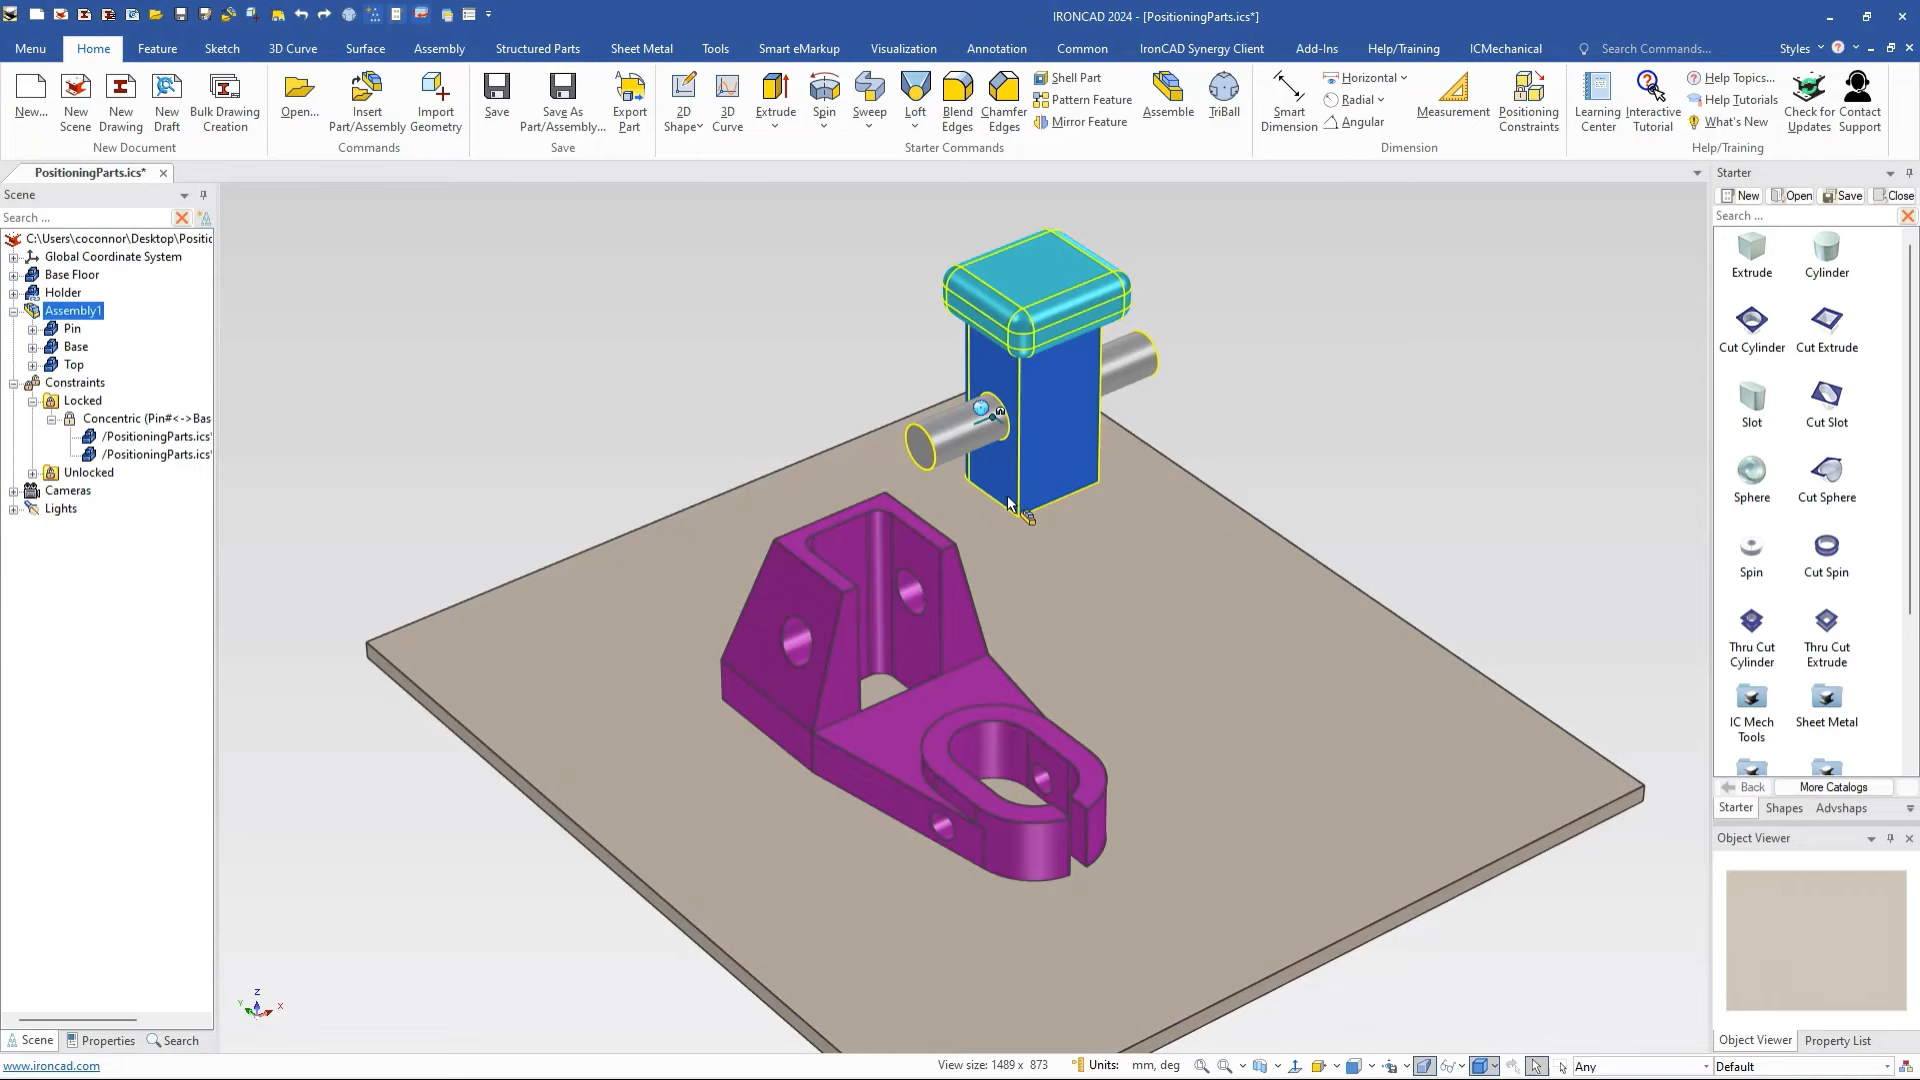 IRONCAD 2024 - [PositioningParts.ics*]
Menu
Home
Feature
Sketch
3D Curve
Surface
Assembly
Structured Parts
Sheet Metal
Tools
Smart eMarkup
Visualization
Annotation
Common
IronCAD Synergy Client
Add-Ins
Help/Training
ICMechanical
Search Commands...
Styles
New...
New Scene
New Drawing
New Draft
Bulk Drawing Creation
New Document
Open...
Insert Part/Assembly
Import Geometry
Commands
Save
Save As Part/Assembly...
Export Part
Save
2D Shape
3D Curve
Extrude
Spin
Sweep
Loft
Blend Edges
Chamfer Edges
Shell Part
Pattern Feature
Mirror Feature
Assemble
TriBall
Starter Commands
Smart Dimension
Horizontal
Radial
Angular
Measurement
Positioning Constraints
Dimension
Learning Center
Interactive Tutorial
Help Topics...
Help Tutorials
What's New
Check for Updates
Contact Support
Help/Training
PositioningParts.ics*
Scene
Search ...
C:\Users\coconnor\Desktop\Positic
Global Coordinate System
Base Floor
Holder
Assembly1
Pin
Base
Top
Constraints
Locked
Concentric (Pin#<->Bas
/PositioningParts.ics'
/PositioningParts.ics'
Unlocked
Cameras
Lights
Z
Y
X
Scene
Properties
Search
Starter
New
Open
Save
Close
Search ...
Extrude
Cylinder
Cut Cylinder
Cut Extrude
Slot
Cut Slot
Sphere
Cut Sphere
Spin
Cut Spin
Thru Cut Cylinder
Thru Cut Extrude
IC Mech Tools
Sheet Metal
Back
More Catalogs
Starter
Shapes
Advshaps
Object Viewer
Object Viewer
Property List
www.ironcad.com
View size: 1489 x 873
Units:
mm, deg
Any
Default